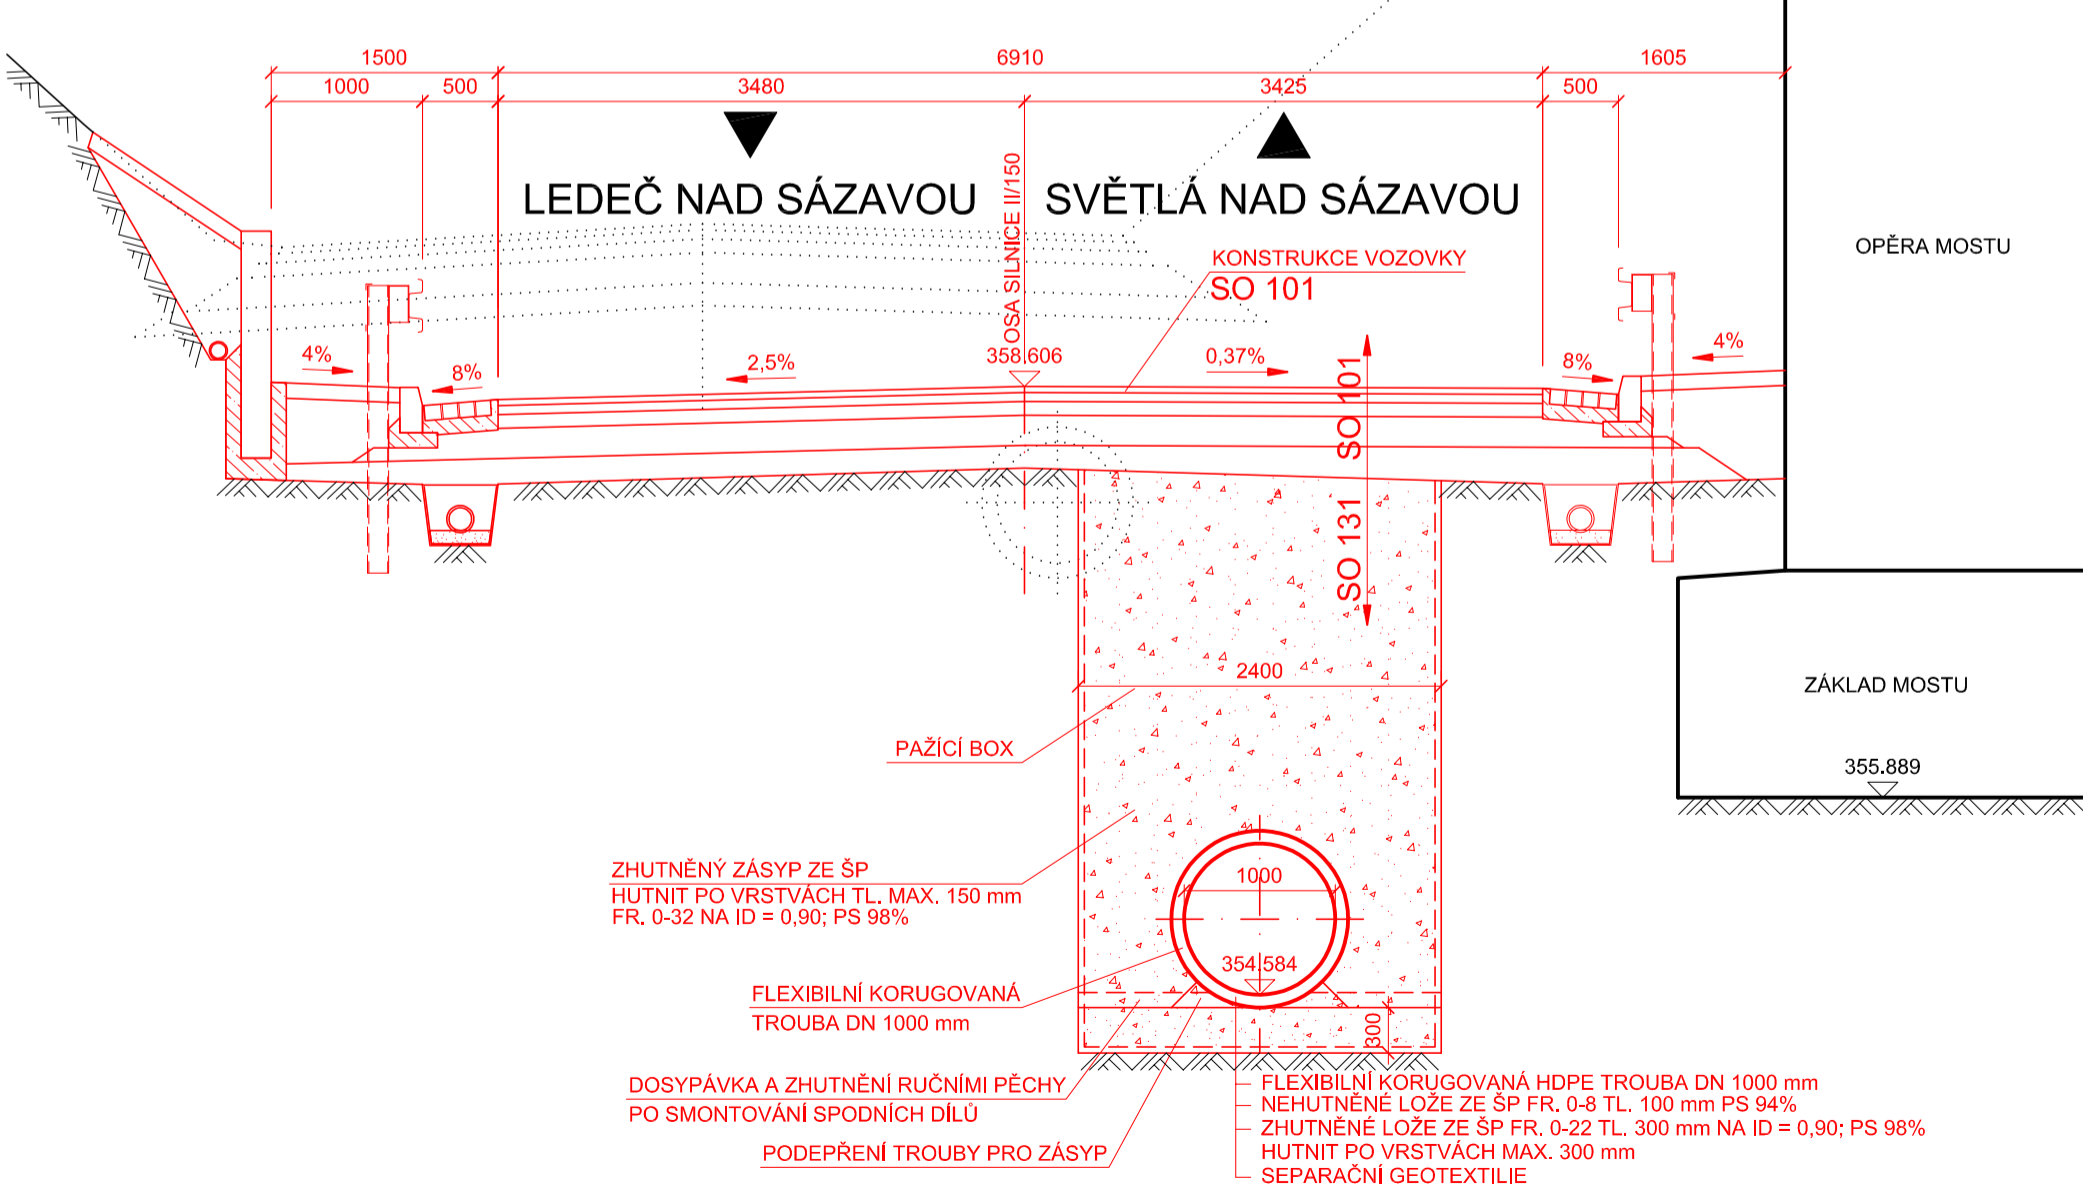 1500 6910 1605
1000 500 3480 3425 500
LEDEČ NAD SÁZAVOU SVĚTLÁ NAD SÁZAVOU
OSA SILNICE II/150
OPĚRA MOSTU
KONSTRUKCE VOZOVKY
SO 101
4% 8% 2,5% 358.606 0,37% 8% 4%
SO 101
SO 131
2400
ZÁKLAD MOSTU
PAŽÍCÍ BOX
355.889
ZHUTNĚNÝ ZÁSYP ZE ŠP
HUTNIT PO VRSTVÁCH TL. MAX. 150 mm
FR. 0-32 NA ID = 0,90; PS 98%
1000
354.584
FLEXIBILNÍ KORUGOVANÁ
TROUBA DN 1000 mm
300
DOSYPÁVKA A ZHUTNĚNÍ RUČNÍMI PĚCHY
PO SMONTOVÁNÍ SPODNÍCH DÍLŮ
PODEPŘENÍ TROUBY PRO ZÁSYP
FLEXIBILNÍ KORUGOVANÁ HDPE TROUBA DN 1000 mm
NEHUTNĚNÉ LOŽE ZE ŠP FR. 0-8 TL. 100 mm PS 94%
ZHUTNĚNÉ LOŽE ZE ŠP FR. 0-22 TL. 300 mm NA ID = 0,90; PS 98%
HUTNIT PO VRSTVÁCH MAX. 300 mm
SEPARAČNÍ GEOTEXTILIE